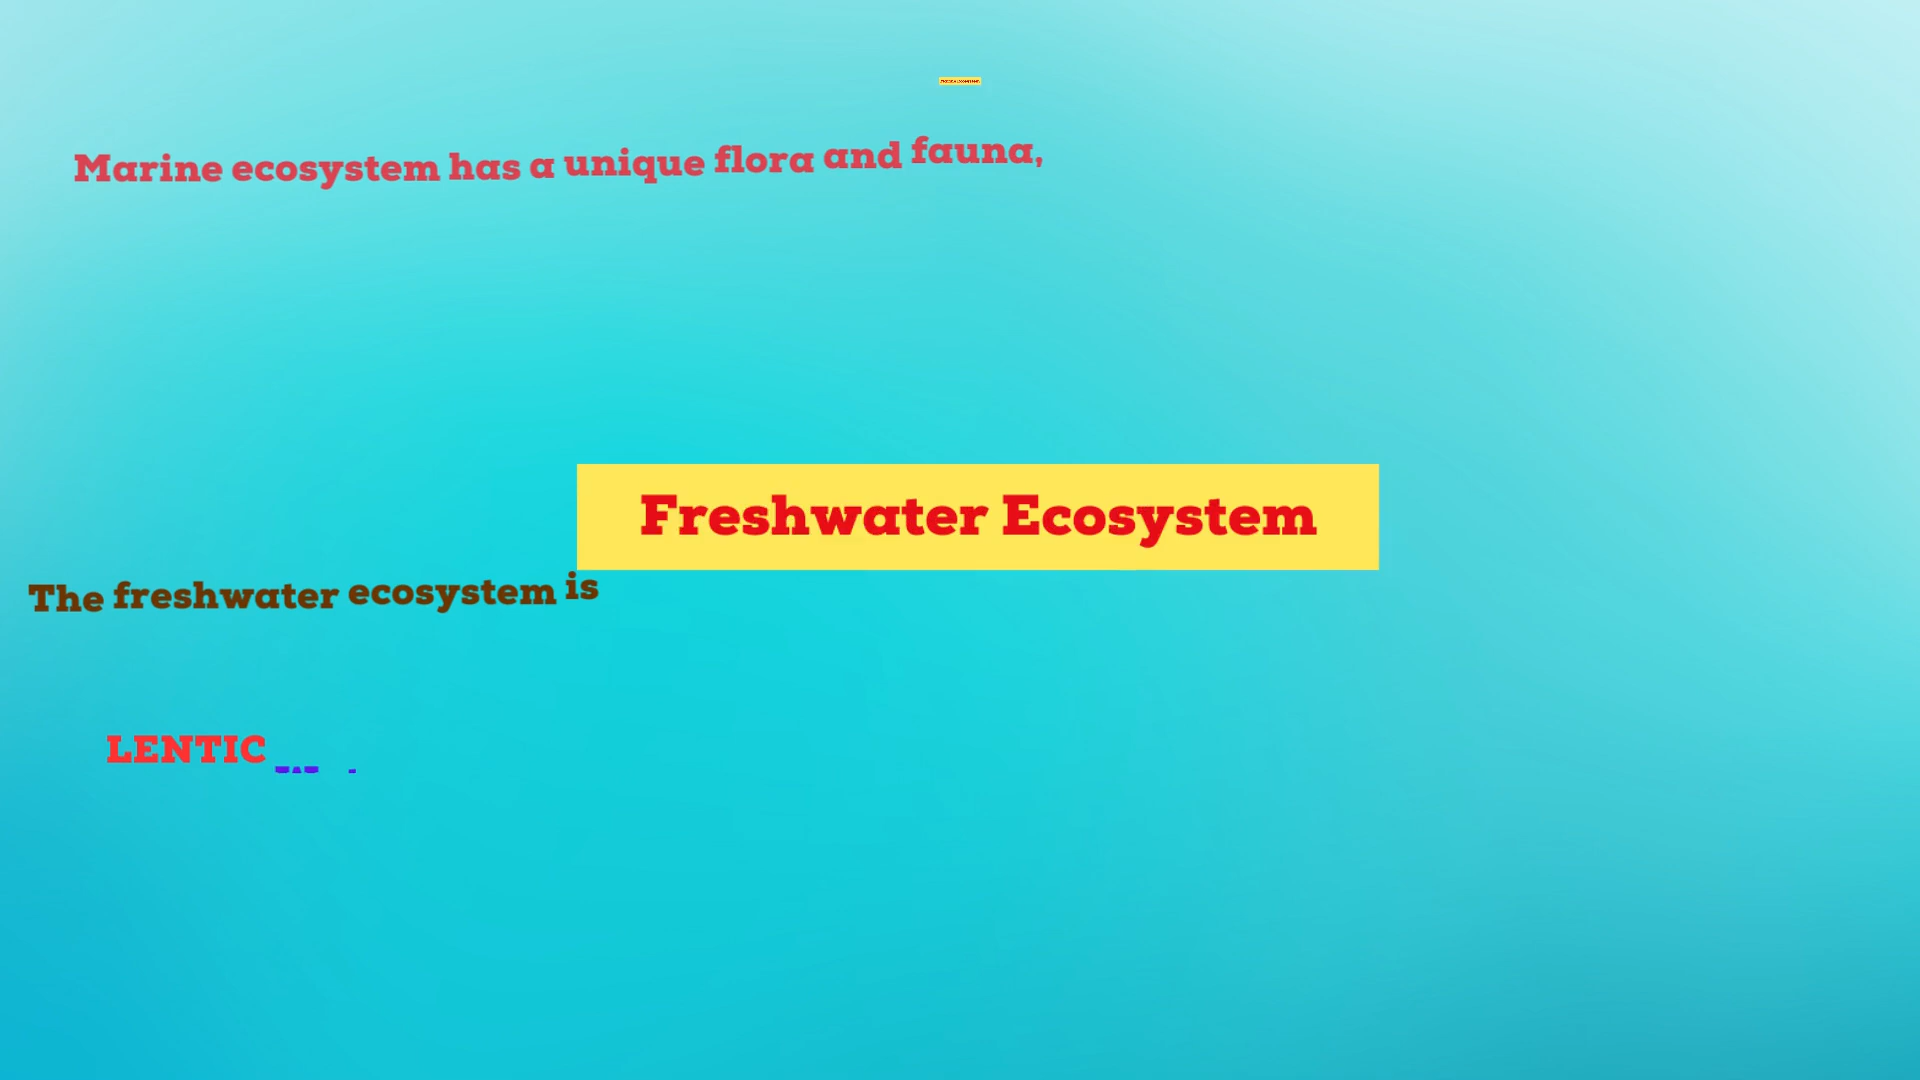 Marine ecosystem has a unique flora and fauna,
Freshwater Ecosystem
The freshwater ecosystem is
LENTIC